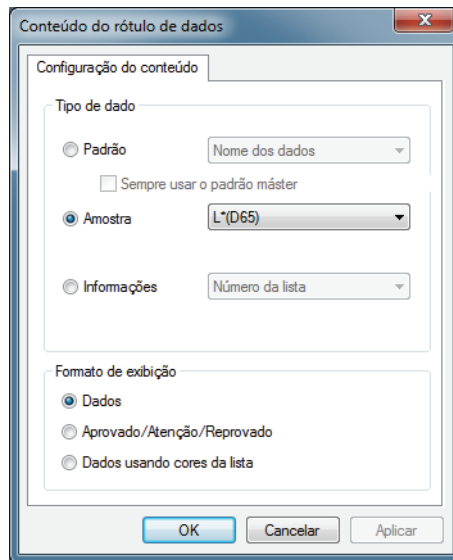 Conteúdo do rótulo de dados
Configuração do conteúdo
Tipo de dado
Padrão Nome dos dados
Sempre usar o padrão máster
Amostra L*(D65)
Informações Número da lista
Formato de exibição
Dados
Aprovado/Atenção/Reprovado
Dados usando cores da lista
OK Cancelar Aplicar